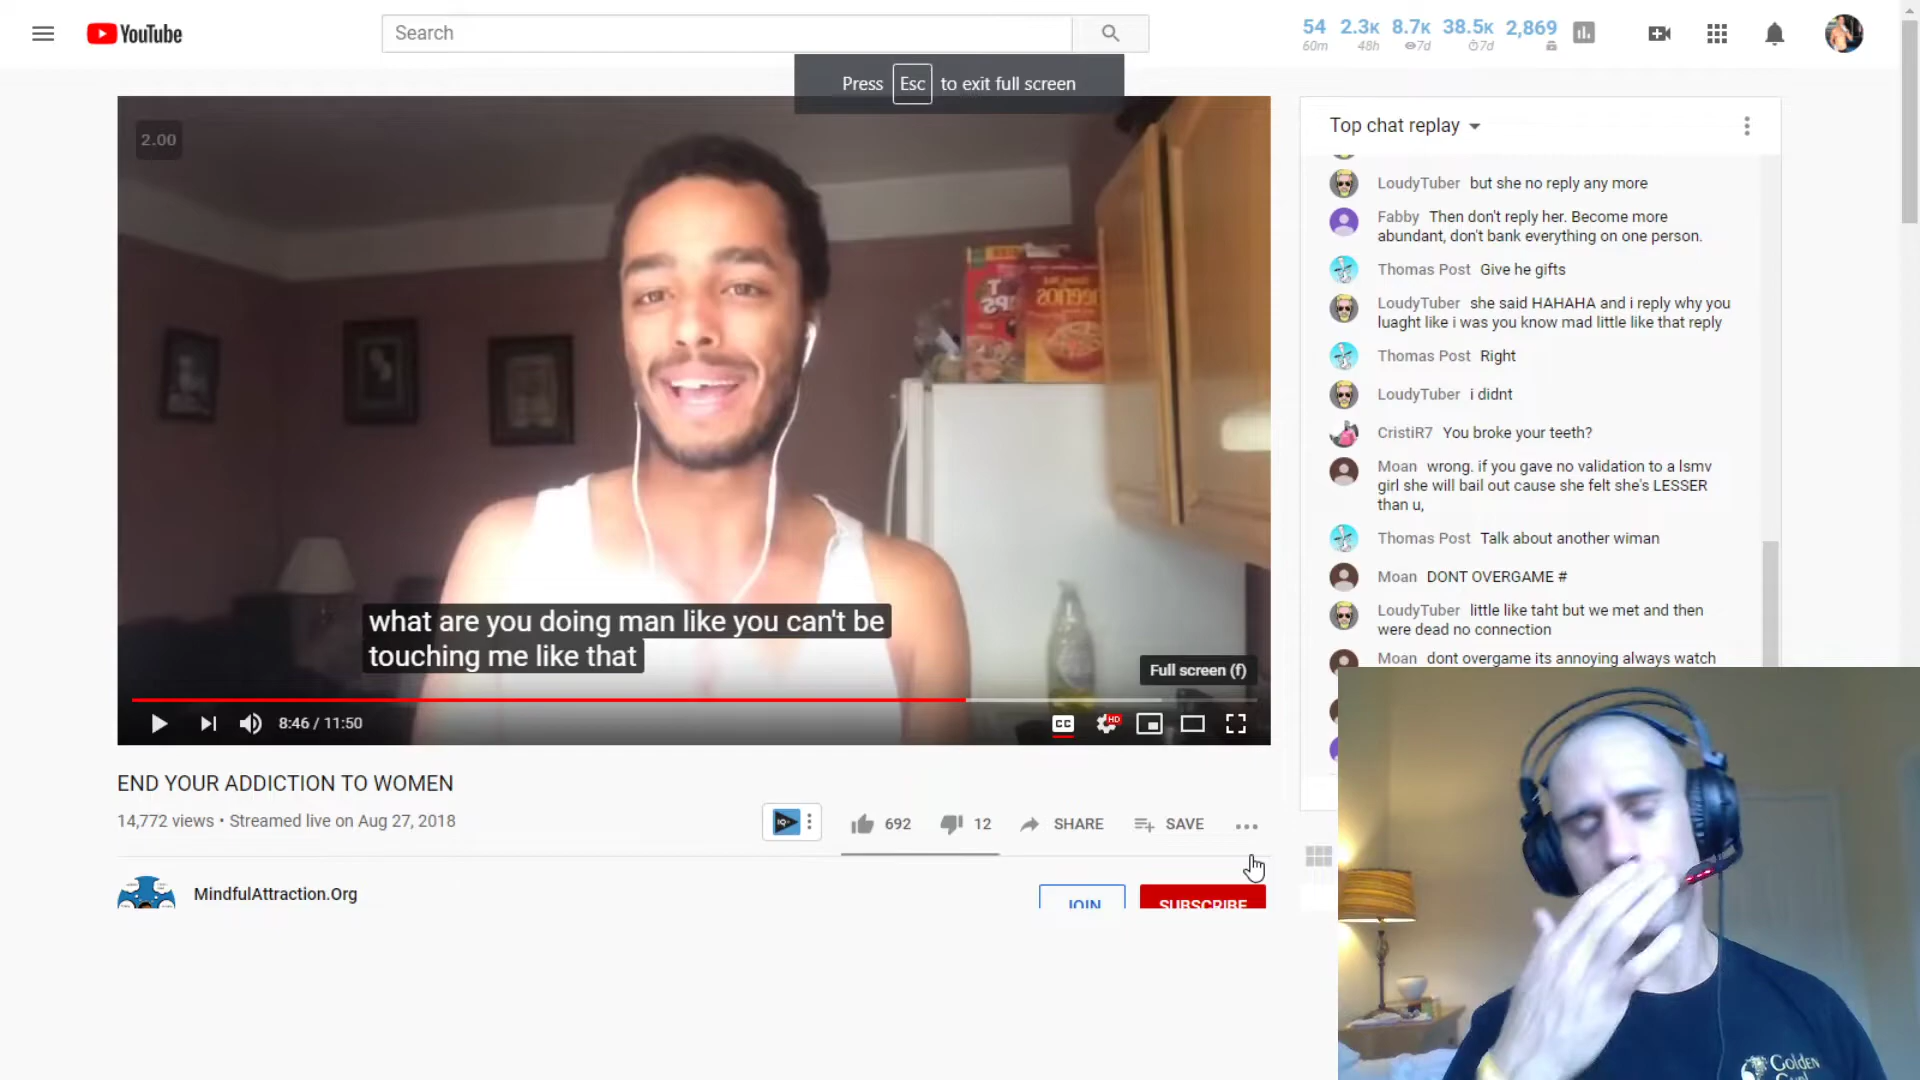 YouTube
Search
54 2.3K 8.7K 38.5K 2,869
60m 48h 7d 7d
Press Esc to exit full screen
2.00
what are you doing man like you can't be
touching me like that
Full screen (f)
8:46 / 11:50
CC
HD
END YOUR ADDICTION TO WOMEN
14,772 views • Streamed live on Aug 27, 2018
IQ
692
12
SHARE
SAVE
MindfulAttraction.Org
JOIN
SUBSCRIBE
Top chat replay
LoudyTuber but she no reply any more
Fabby Then don't reply her. Become more
abundant, don't bank everything on one person.
Thomas Post Give he gifts
LoudyTuber she said HAHAHA and i reply why you
luaght like i was you know mad little like that reply
Thomas Post Right
LoudyTuber i didnt
CristiR7 You broke your teeth?
Moan wrong. if you gave no validation to a lsmv
girl she will bail out cause she felt she's LESSER
than u,
Thomas Post Talk about another wiman
Moan DONT OVERGAME #
LoudyTuber little like taht but we met and then
were dead no connection
Moan dont overgame its annoying always watch
GOLDEN